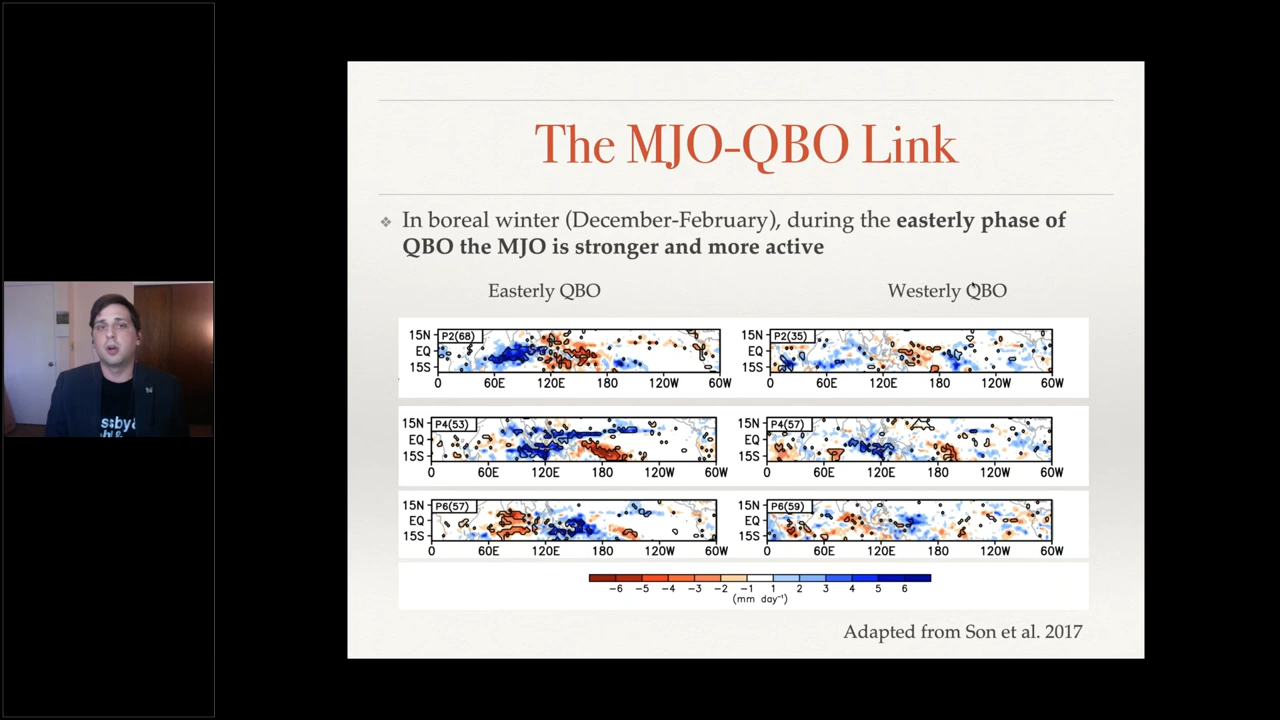 The MJO-QBO Link
❖ In boreal winter (December-February), during the easterly phase of
QBO the MJO is stronger and more active
Easterly QBO
Westerly QBO
P2(68)
15N
EQ
15S
0 60E 120E 180 120W 60W
P2(35)
15N
EQ
15S
0 60E 120E 180 120W 60W
P4(53)
15N
EQ
15S
0 60E 120E 180 120W 60W
P4(57)
15N
EQ
15S
0 60E 120E 180 120W 60W
P6(57)
15N
EQ
15S
0 60E 120E 180 120W 60W
P6(59)
15N
EQ
15S
0 60E 120E 180 120W 60W
−6 −5 −4 −3 −2 −1 1 2 3 4 5 6
(mm day⁻¹)
Adapted from Son et al. 2017